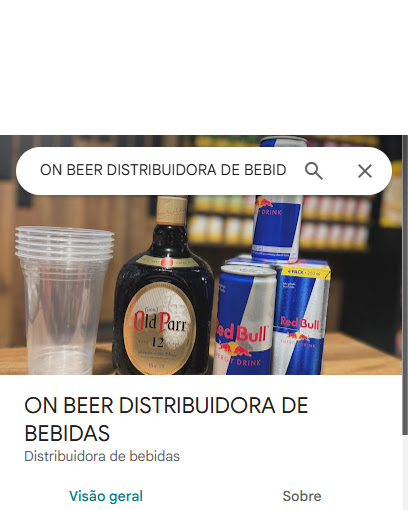 ON BEER DISTRIBUIDORA DE BEBID
DRINK
4 PACK
Old Parr
12
Red Bull
ENERGY DRINK
Red Bull
ENERGY DRINK
ON BEER DISTRIBUIDORA DE
BEBIDAS
Distribuidora de bebidas
Visão geral
Sobre